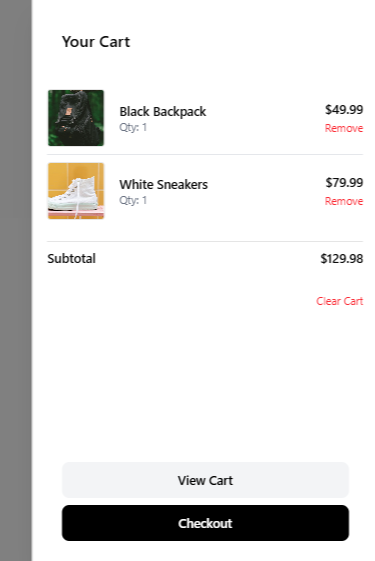 Your Cart
Black Backpack
$49.99
Qty: 1
Remove
White Sneakers
$79.99
Qty: 1
Remove
Subtotal
$129.98
Clear Cart
View Cart
Checkout